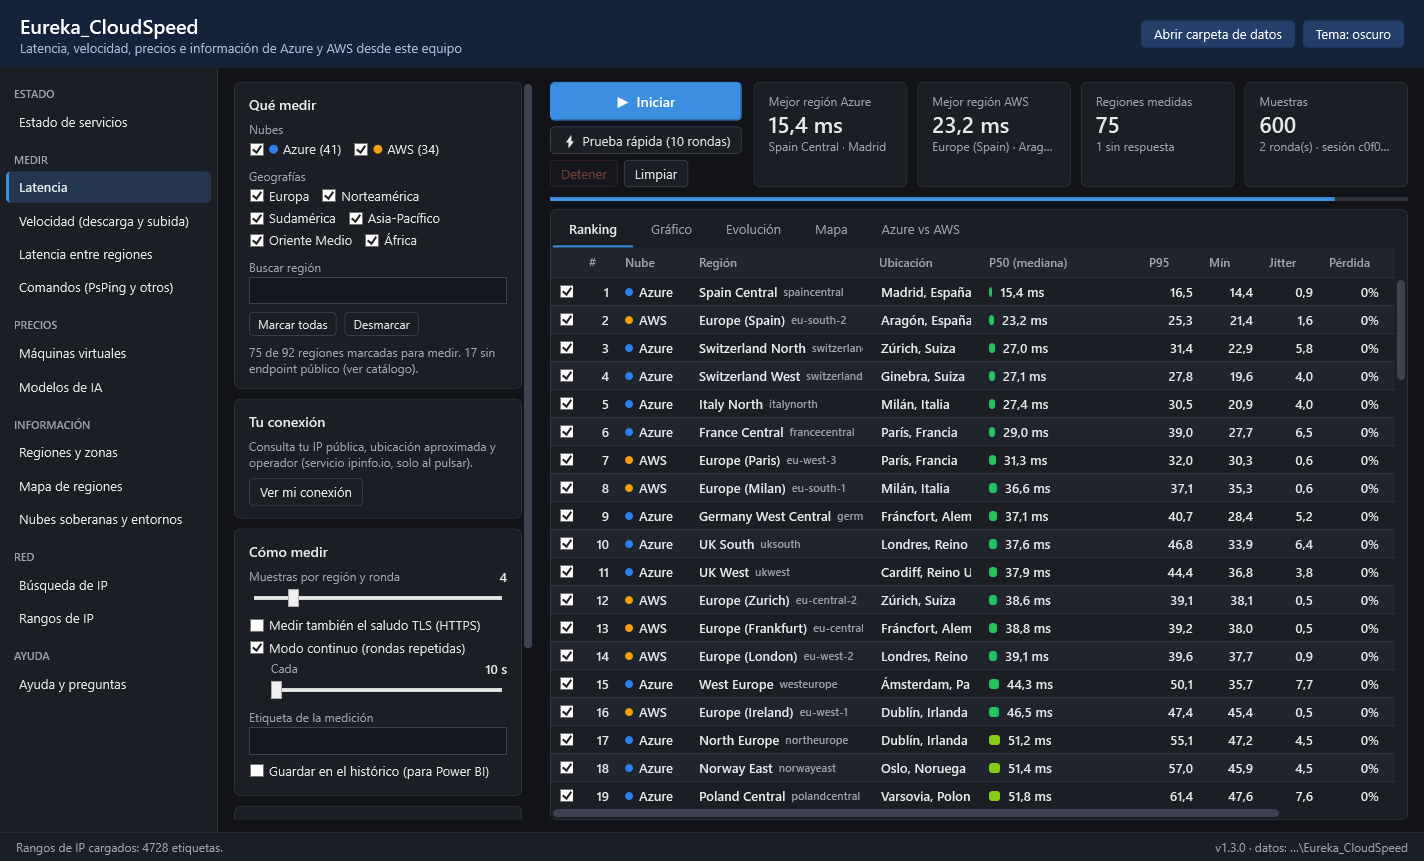 Eureka_CloudSpeed
Latencia, velocidad, precios e información de Azure y AWS desde este equipo
Abrir carpeta de datos
Tema: oscuro
ESTADO
Estado de servicios
MEDIR
Latencia
Velocidad (descarga y subida)
Latencia entre regiones
Comandos (PsPing y otros)
PRECIOS
Máquinas virtuales
Modelos de IA
INFORMACIÓN
Regiones y zonas
Mapa de regiones
Nubes soberanas y entornos
RED
Búsqueda de IP
Rangos de IP
AYUDA
Ayuda y preguntas
Qué medir
Nubes
Azure (41) AWS (34)
Geografías
Europa Norteamérica
Sudamérica Asia-Pacífico
Oriente Medio África
Buscar región
Marcar todas Desmarcar
75 de 92 regiones marcadas para medir. 17 sin
endpoint público (ver catálogo).
Tu conexión
Consulta tu IP pública, ubicación aproximada y
operador (servicio ipinfo.io, solo al pulsar).
Ver mi conexión
Cómo medir
Muestras por región y ronda 4
Medir también el saludo TLS (HTTPS)
Modo continuo (rondas repetidas)
Cada 10 s
Etiqueta de la medición
Guardar en el histórico (para Power BI)
Iniciar
Prueba rápida (10 rondas)
Detener Limpiar
Mejor región Azure
15,4 ms
Spain Central · Madrid
Mejor región AWS
23,2 ms
Europe (Spain) · Arag...
Regiones medidas
75
1 sin respuesta
Muestras
600
2 ronda(s) · sesión c0f0...
Ranking Gráfico Evolución Mapa Azure vs AWS
# Nube Región Ubicación P50 (mediana) P95 Mín Jitter Pérdida
1 Azure Spain Central spaincentral Madrid, España 15,4 ms 16,5 14,4 0,9 0%
2 AWS Europe (Spain) eu-south-2 Aragón, España 23,2 ms 25,3 21,4 1,6 0%
3 Azure Switzerland North switzerlan Zúrich, Suiza 27,0 ms 31,4 22,9 5,8 0%
4 Azure Switzerland West switzerland Ginebra, Suiza 27,1 ms 27,8 19,6 4,0 0%
5 Azure Italy North italynorth Milán, Italia 27,4 ms 30,5 20,9 4,0 0%
6 Azure France Central francecentral París, Francia 29,0 ms 39,0 27,7 6,5 0%
7 AWS Europe (Paris) eu-west-3 París, Francia 31,3 ms 32,0 30,3 0,6 0%
8 AWS Europe (Milan) eu-south-1 Milán, Italia 36,6 ms 37,1 35,3 0,6 0%
9 Azure Germany West Central germ Fráncfort, Alem 37,1 ms 40,7 28,4 5,2 0%
10 Azure UK South uksouth Londres, Reino 37,6 ms 46,8 33,9 6,4 0%
11 Azure UK West ukwest Cardiff, Reino U 37,9 ms 44,4 36,8 3,8 0%
12 AWS Europe (Zurich) eu-central-2 Zúrich, Suiza 38,6 ms 39,1 38,1 0,5 0%
13 AWS Europe (Frankfurt) eu-central Fráncfort, Alem 38,8 ms 39,2 38,0 0,5 0%
14 AWS Europe (London) eu-west-2 Londres, Reino 39,1 ms 39,6 37,7 0,9 0%
15 Azure West Europe westeurope Ámsterdam, Pa 44,3 ms 50,1 35,7 7,7 0%
16 AWS Europe (Ireland) eu-west-1 Dublín, Irlanda 46,5 ms 47,4 45,4 0,5 0%
17 Azure North Europe northeurope Dublín, Irlanda 51,2 ms 55,1 47,2 4,5 0%
18 Azure Norway East norwayeast Oslo, Noruega 51,4 ms 57,0 45,9 4,5 0%
19 Azure Poland Central polandcentral Varsovia, Polon 51,8 ms 61,4 47,6 7,6 0%
Rangos de IP cargados: 4728 etiquetas.
v1.3.0 · datos: ...\Eureka_CloudSpeed